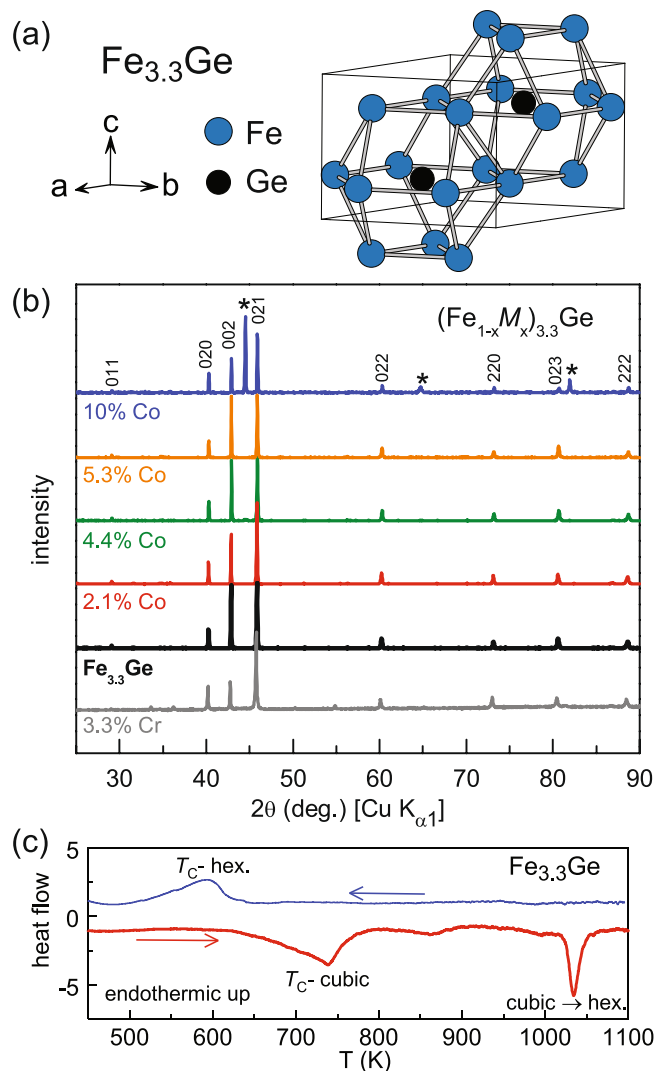 (a)
Fe3.3Ge
c
a
b
Fe
Ge
(b)
(Fe1-xMx)3.3Ge
011
020
002
*
021
022
*
220
023
*
222
10% Co
5.3% Co
4.4% Co
2.1% Co
Fe3.3Ge
3.3% Cr
intensity
30 40 50 60 70 80 90
2θ (deg.) [Cu Kα1]
(c)
Fe3.3Ge
5
0
-5
heat flow
TC- hex.
TC- cubic
endothermic up
cubic → hex.
500 600 700 800 900 1000 1100
T (K)